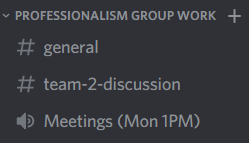 PROFESSIONALISM GROUP WORK +
# general
# team-2-discussion
Meetings (Mon 1PM)